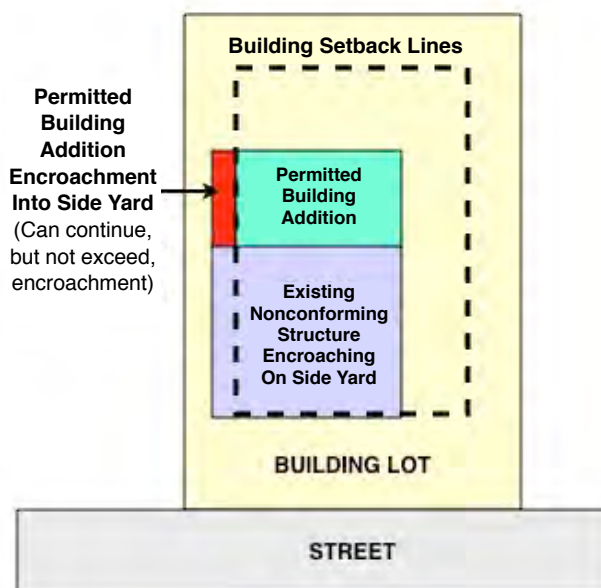 Building Setback Lines
Permitted
Building
Addition
Encroachment
Into Side Yard
(Can continue,
but not exceed,
encroachment)
Permitted
Building
Addition
Existing
Nonconforming
Structure
Encroaching
On Side Yard
BUILDING LOT
STREET